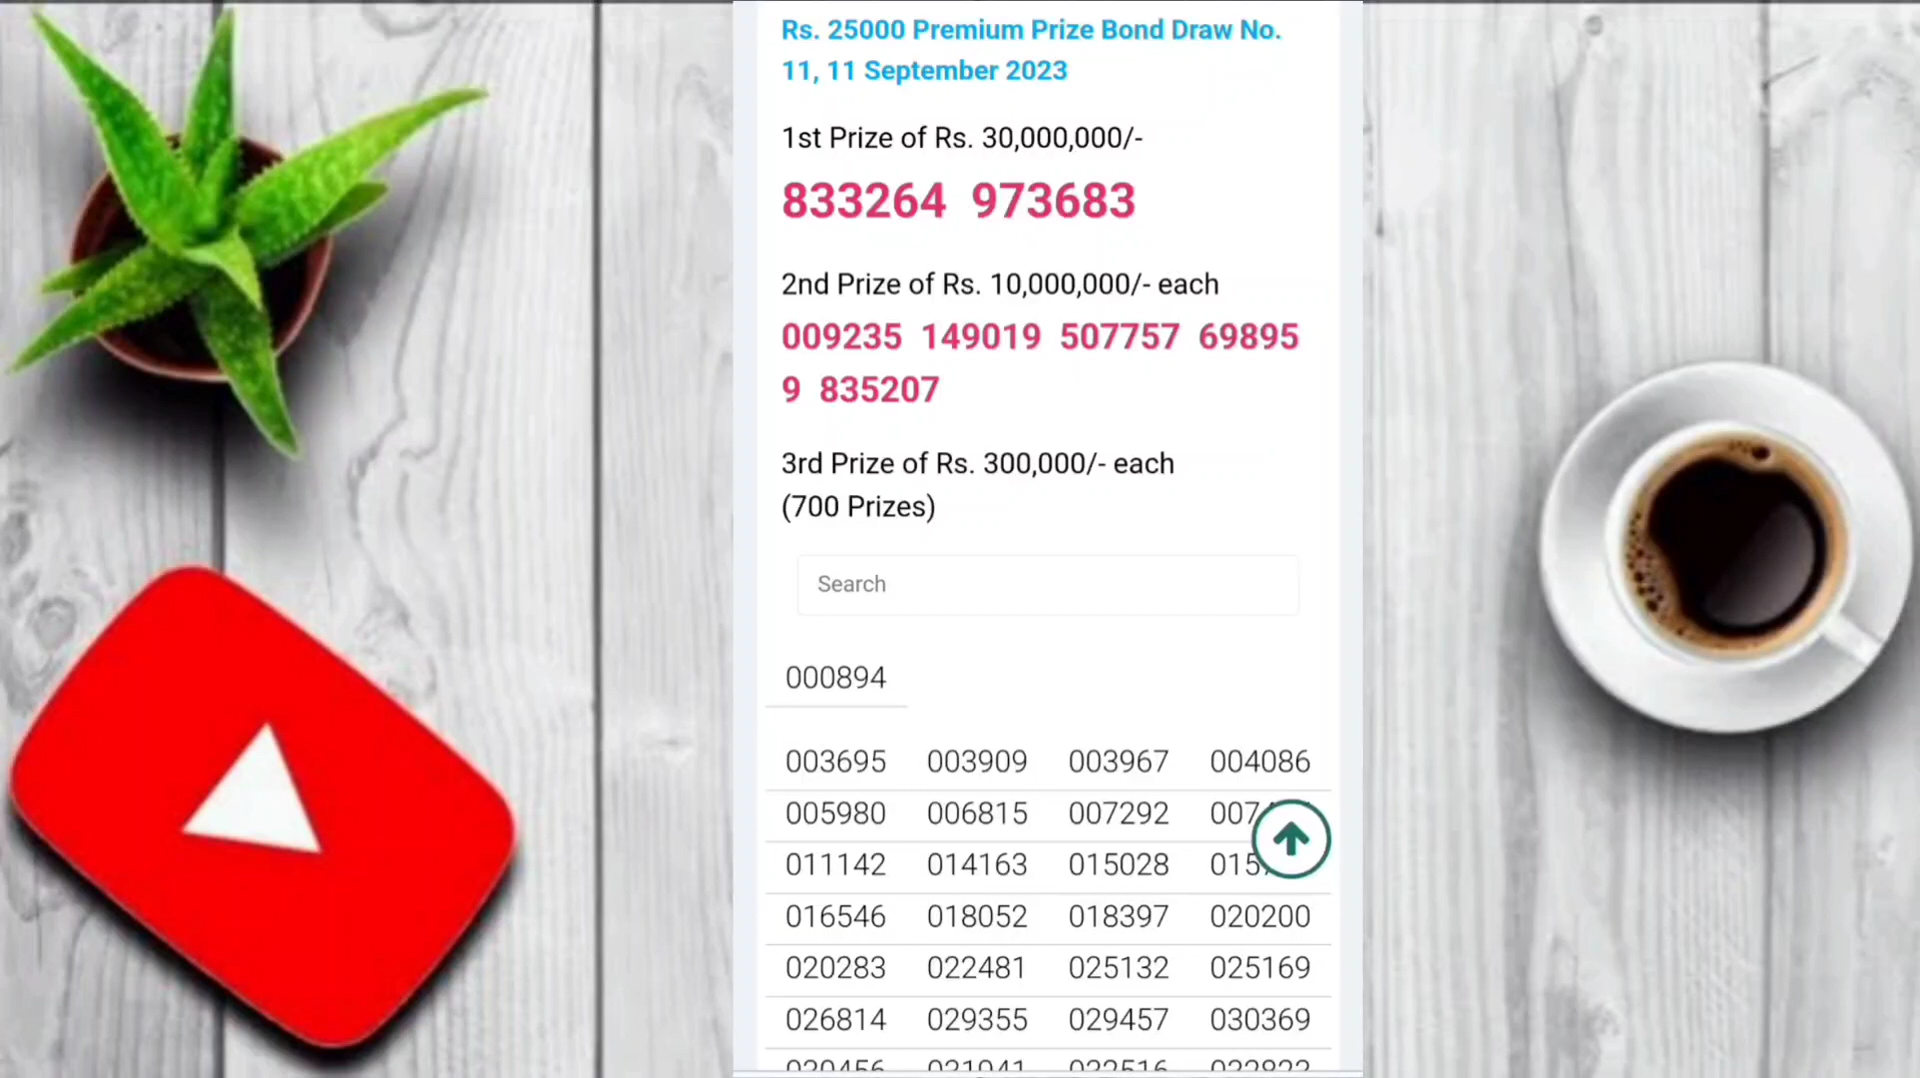 Rs. 25000 Premium Prize Bond Draw No.
11, 11 September 2023
1st Prize of Rs. 30,000,000/-
833264 973683
2nd Prize of Rs. 10,000,000/- each
009235 149019 507757 69895
9 835207
3rd Prize of Rs. 300,000/- each
(700 Prizes)
Search
000894
003695 003909 003967 004086
005980 006815 007292
011142 014163 015028
016546 018052 018397 020200
020283 022481 025132 025169
026814 029355 029457 030369